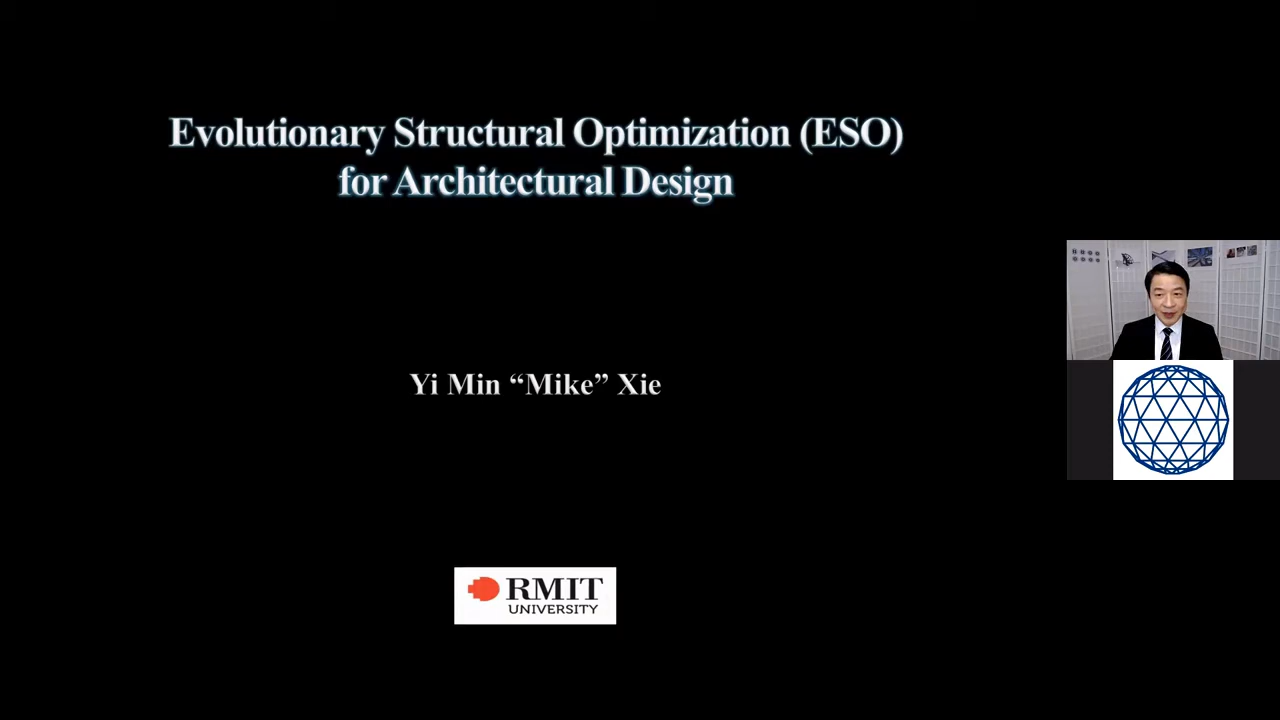 Evolutionary Structural Optimization (ESO)
for Architectural Design
Yi Min “Mike” Xie
RMIT
UNIVERSITY